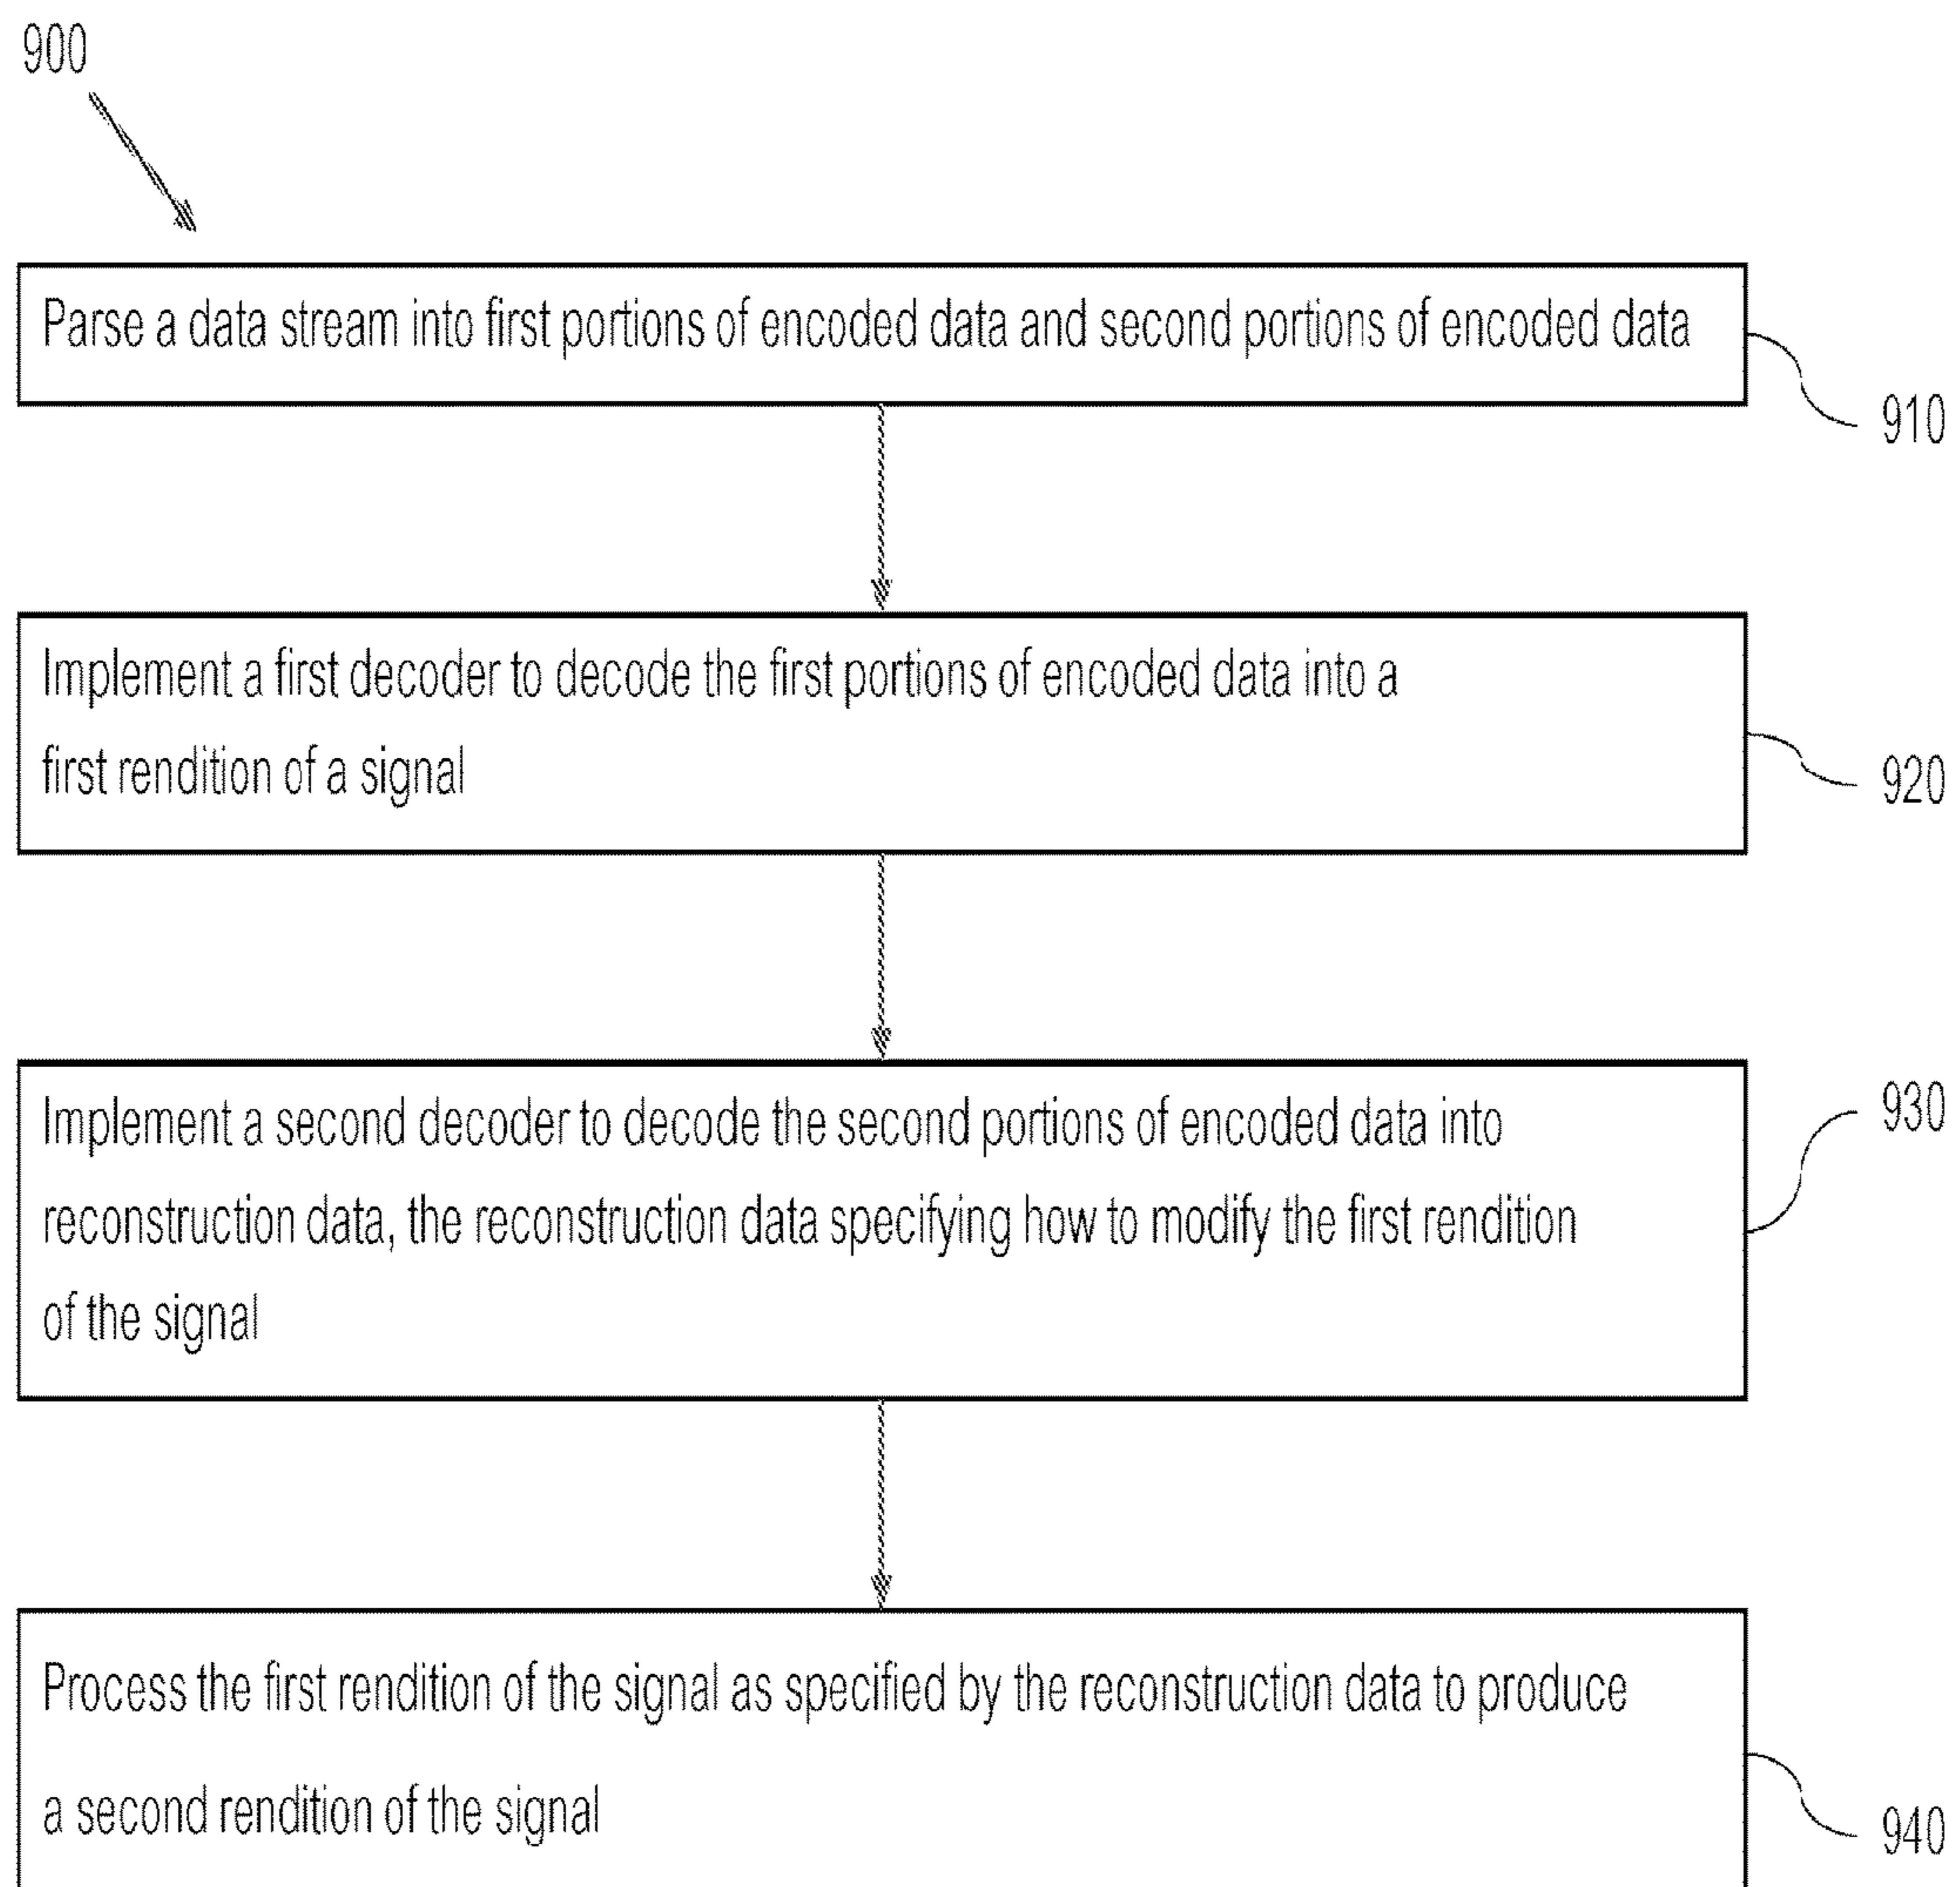 900
Parse a data stream into first portions of encoded data and second portions of encoded data
910
Implement a first decoder to decode the first portions of encoded data into a
first rendition of a signal
920
Implement a second decoder to decode the second portions of encoded data into
reconstruction data, the reconstruction data specifying how to modify the first rendition
of the signal
930
Process the first rendition of the signal as specified by the reconstruction data to produce
a second rendition of the signal
940